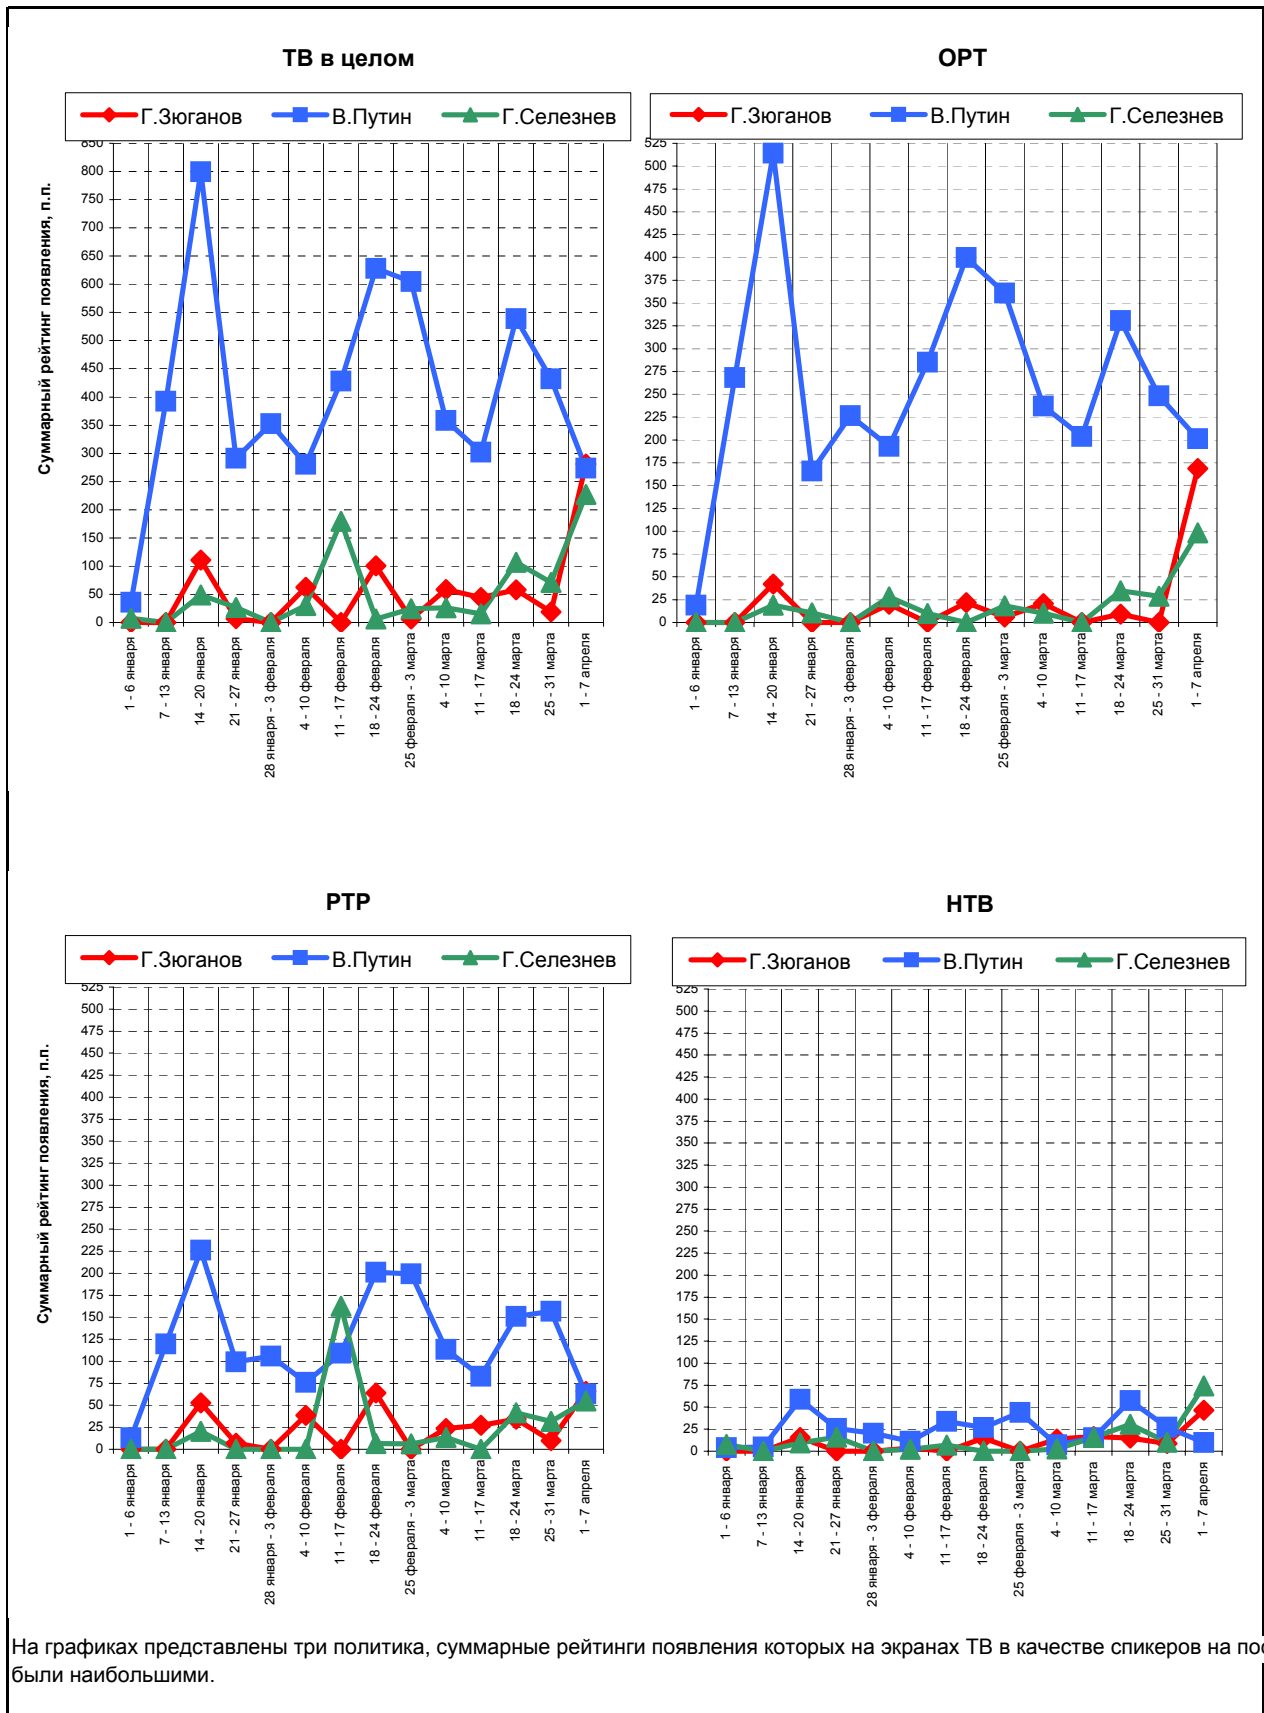 ТВ в целом
Г.Зюганов В.Путин Г.Селезнев
Суммарный рейтинг появления, п.п.
850
800
750
700
650
600
550
500
450
400
350
300
250
200
150
100
50
0
1 - 6 января
7 - 13 января
14 - 20 января
21 - 27 января
28 января - 3 февраля
4 - 10 февраля
11 - 17 февраля
18 - 24 февраля
25 февраля - 3 марта
4 - 10 марта
11 - 17 марта
18 - 24 марта
25 - 31 марта
1 - 7 апреля
ОРТ
Г.Зюганов В.Путин Г.Селезнев
525
500
475
450
425
400
375
350
325
300
275
250
225
200
175
150
125
100
75
50
25
0
1 - 6 января
7 - 13 января
14 - 20 января
21 - 27 января
28 января - 3 февраля
4 - 10 февраля
11 - 17 февраля
18 - 24 февраля
25 февраля - 3 марта
4 - 10 марта
11 - 17 марта
18 - 24 марта
25 - 31 марта
1 - 7 апреля
РТР
Г.Зюганов В.Путин Г.Селезнев
Суммарный рейтинг появления, п.п.
525
500
475
450
425
400
375
350
325
300
275
250
225
200
175
150
125
100
75
50
25
0
1 - 6 января
7 - 13 января
14 - 20 января
21 - 27 января
28 января - 3 февраля
4 - 10 февраля
11 - 17 февраля
18 - 24 февраля
25 февраля - 3 марта
4 - 10 марта
11 - 17 марта
18 - 24 марта
25 - 31 марта
1 - 7 апреля
НТВ
Г.Зюганов В.Путин Г.Селезнев
525
500
475
450
425
400
375
350
325
300
275
250
225
200
175
150
125
100
75
50
25
0
1 - 6 января
7 - 13 января
14 - 20 января
21 - 27 января
28 января - 3 февраля
4 - 10 февраля
11 - 17 февраля
18 - 24 февраля
25 февраля - 3 марта
4 - 10 марта
11 - 17 марта
18 - 24 марта
25 - 31 марта
1 - 7 апреля
На графиках представлены три политика, суммарные рейтинги появления которых на экранах ТВ в качестве спикеров на
были наибольшими.